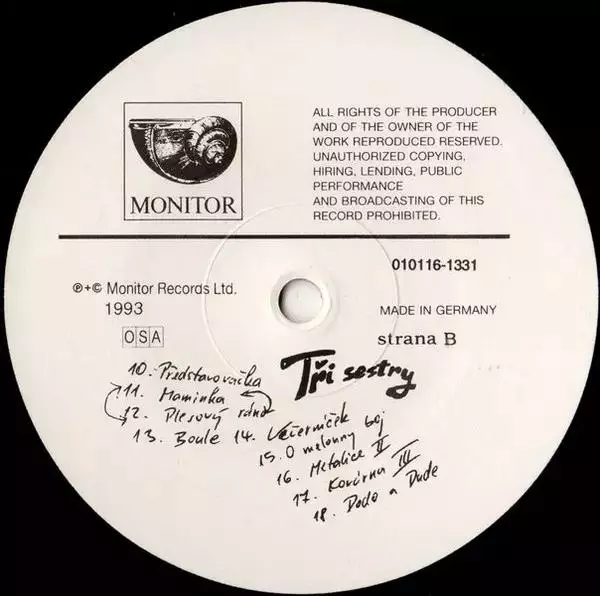 MONITOR
ALL RIGHTS OF THE PRODUCER
AND OF THE OWNER OF THE
WORK REPRODUCED RESERVED.
UNAUTHORIZED COPYING,
HIRING, LENDING, PUBLIC
PERFORMANCE
AND BROADCASTING OF THIS
RECORD PROHIBITED.
010116-1331
℗+© Monitor Records Ltd.
1993
MADE IN GERMANY
OSA
strana B
Tři sestry
10. Představovačka
11. Maminka
12. Plesový ránd
13. Boule 14. Večerníček
15. O melouny boj
16. Metalice II
17. Kovárna III
18. Dodo a Dude